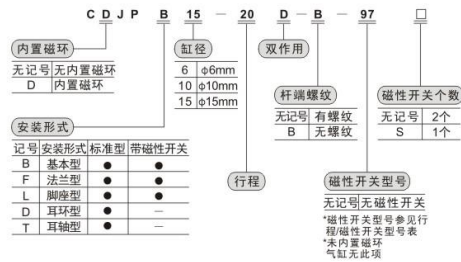 C D J P B 15 － 20 D － B － 97 □
内置磁环
无记号 无内置磁环
D 内置磁环
缸径
6 φ6mm
10 φ10mm
15 φ15mm
双作用
杆端螺纹
无记号 有螺纹
B 无螺纹
磁性开关个数
无记号 2个
S 1个
安装形式
记号 安装形式 标准型 带磁性开关
B 基本型 ● ●
F 法兰型 ● ●
L 脚座型 ● ●
D 耳环型 ● －
T 耳轴型 ● －
行程
磁性开关型号
无记号 无磁性开关
*磁性开关型号参见行
程/磁性开关型号表
*未内置磁环
气缸无此项